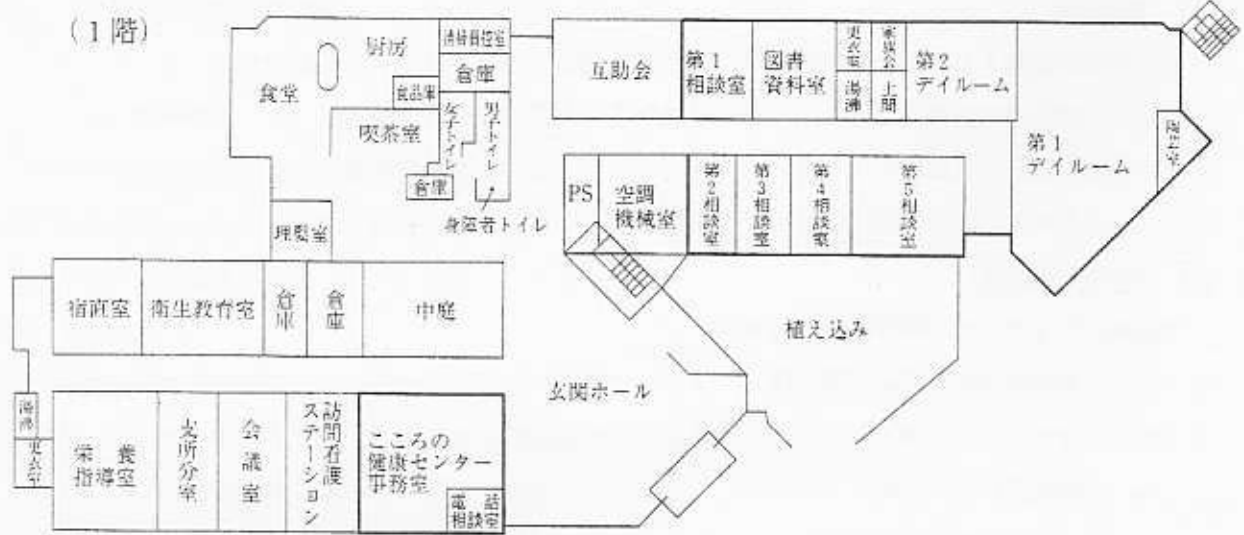 (1階)
厨房
清掃員控室
倉庫
食堂
食品庫
女子トイレ
男子トイレ
喫茶室
倉庫
身障者トイレ
理髪室
互助会
第1
相談室
図書
資料室
更衣室
家族会
湯沸
土間
第2
デイルーム
第1
デイルーム
陶芸室
PS
空調
機械室
第2相談室
第3相談室
第4相談室
第5相談室
宿直室
衛生教育室
倉庫
倉庫
中庭
植え込み
玄関ホール
湯沸
更衣室
栄養
指導室
支所分室
会議室
訪問看護
ステーション
こころの
健康センター
事務室
電話
相談室